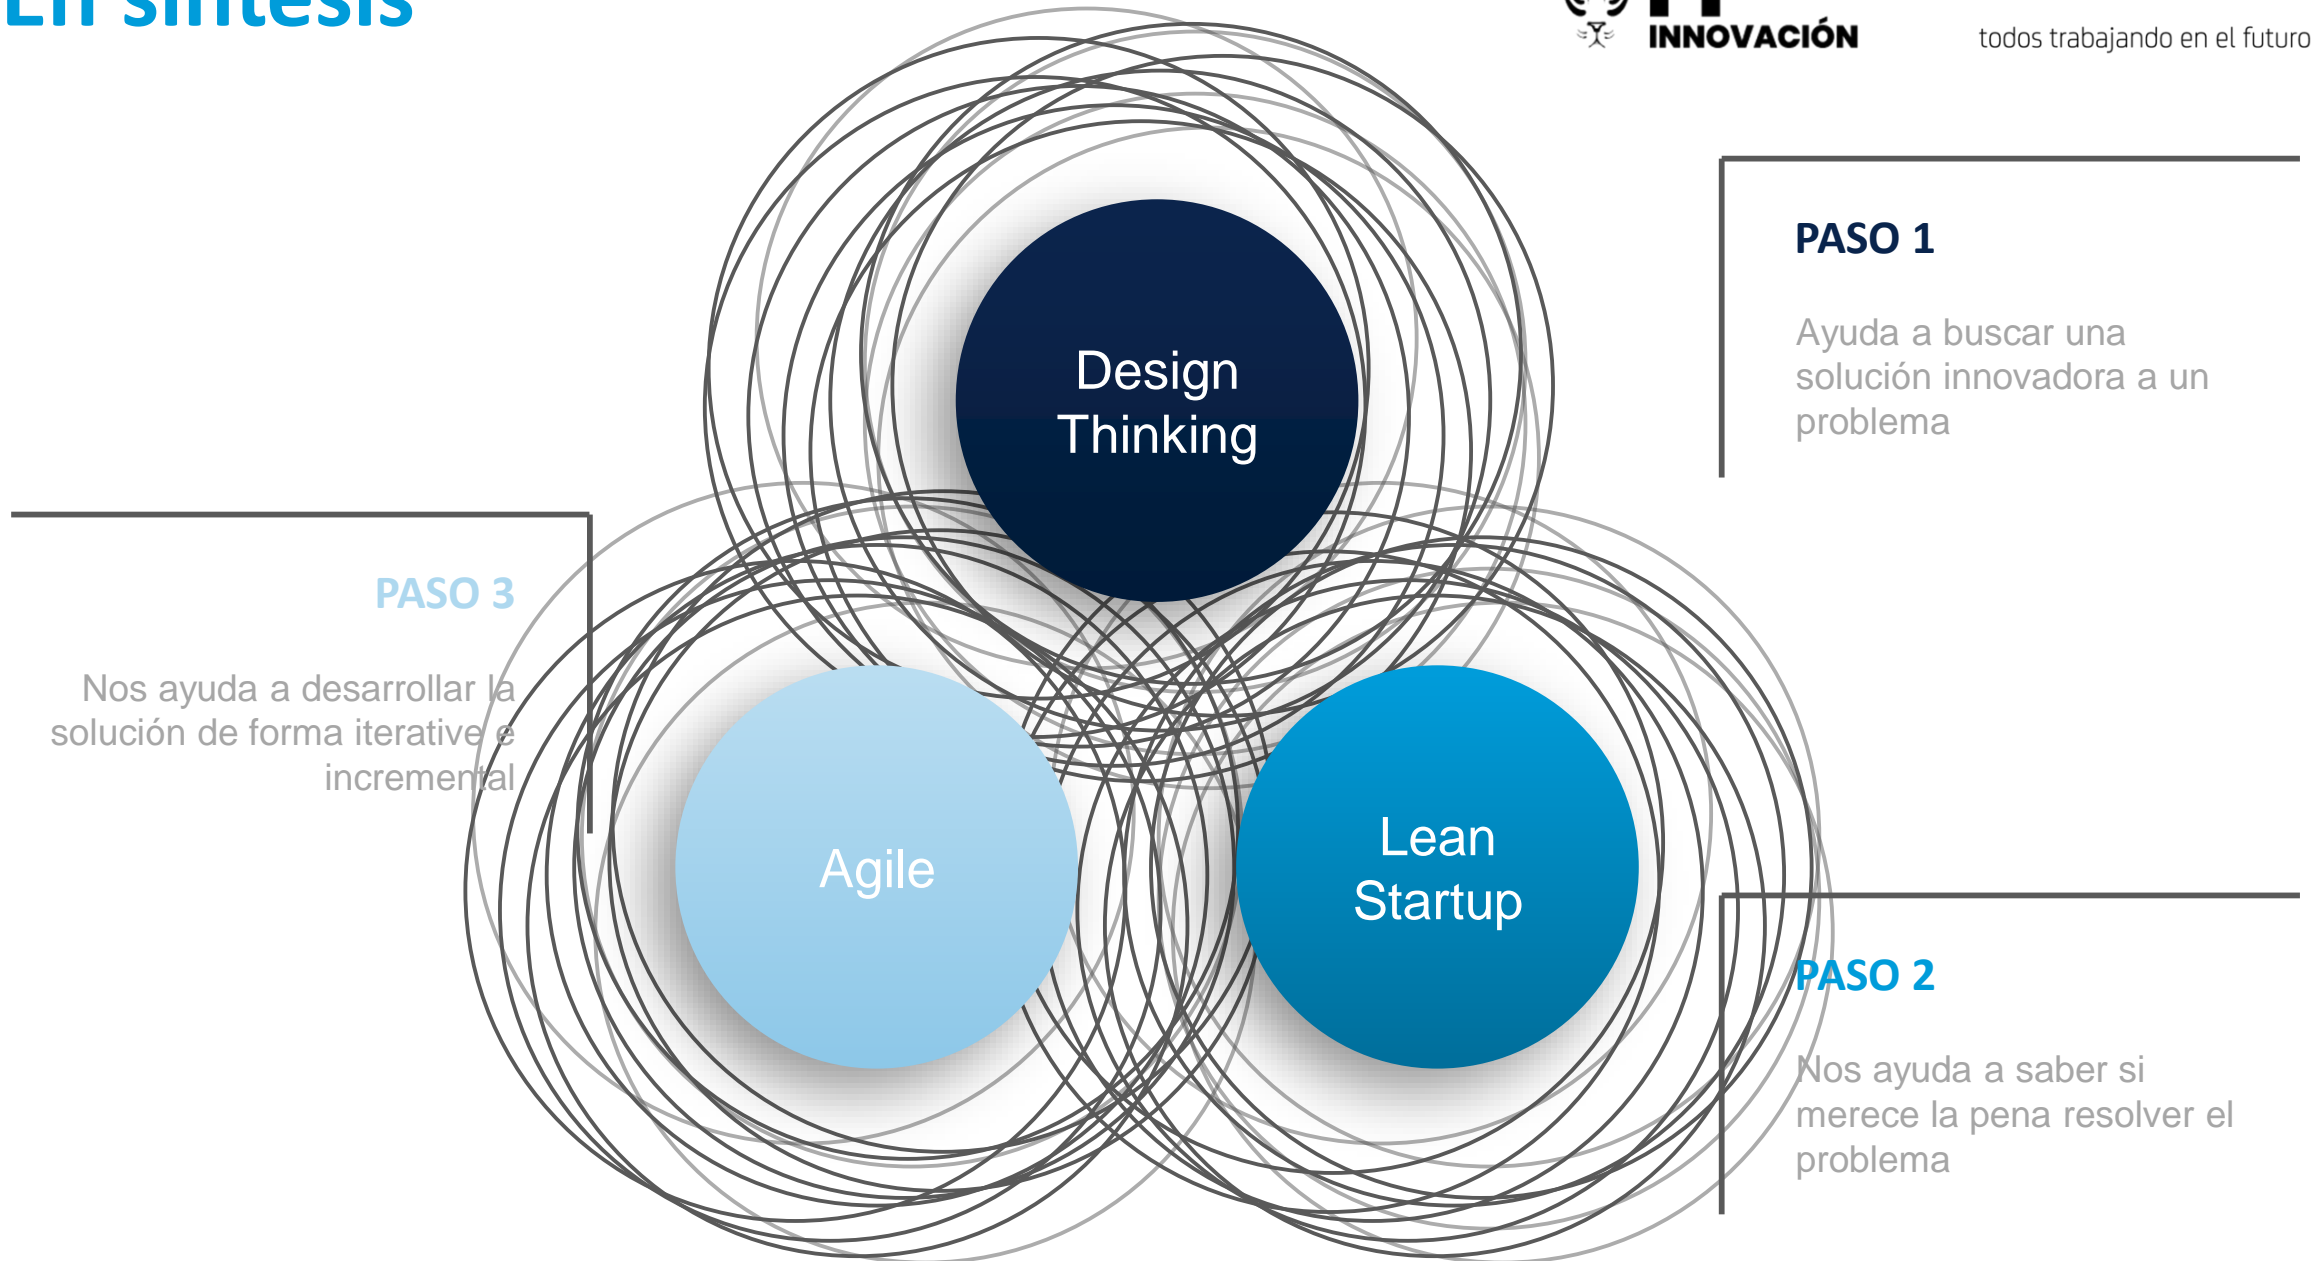 En síntesis
INNOVACIÓN
todos trabajando en el futuro
Design
Thinking
PASO 1
Ayuda a buscar una
solución innovadora a un
problema
PASO 3
Nos ayuda a desarrollar la
solución de forma iterative e
incremental
Agile
Lean
Startup
PASO 2
Nos ayuda a saber si
merece la pena resolver el
problema